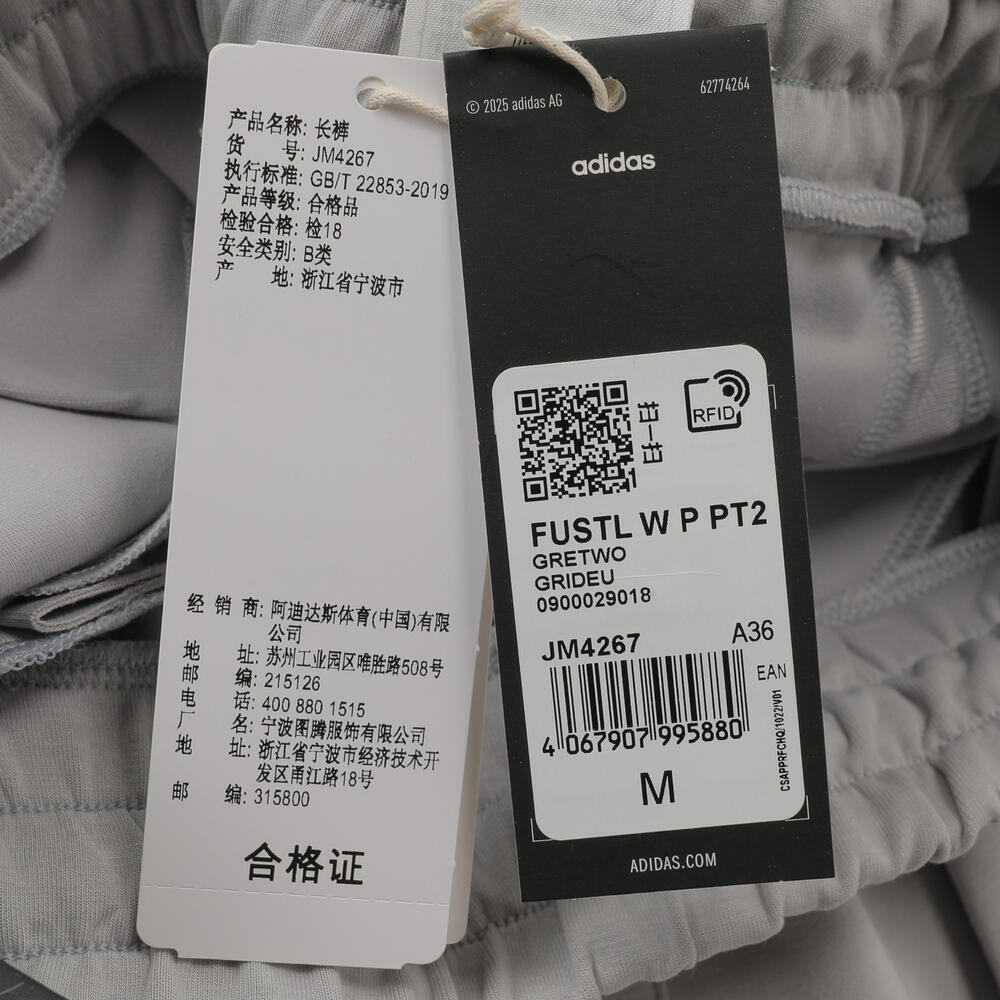 产品名称: 长裤
货 号: JM4267
执行标准: GB/T 22853-2019
产品等级: 合格品
检验合格: 检18
安全类别: B类
产 地: 浙江省宁波市
经 销 商: 阿迪达斯体育(中国)有限
公司
地 址: 苏州工业园区唯胜路508号
邮 编: 215126
电 话: 400 880 1515
厂 名: 宁波图腾服饰有限公司
地 址: 浙江省宁波市经济技术开
发区甬江路18号
邮 编: 315800
合格证
© 2025 adidas AG
62774264
adidas
RFID
FUSTL W P PT2
GRETWO
GRIDEU
0900029018
JM4267
A36
EAN
4 067907 995880
CSAPPRFCHQ/1022/V01
M
ADIDAS.COM